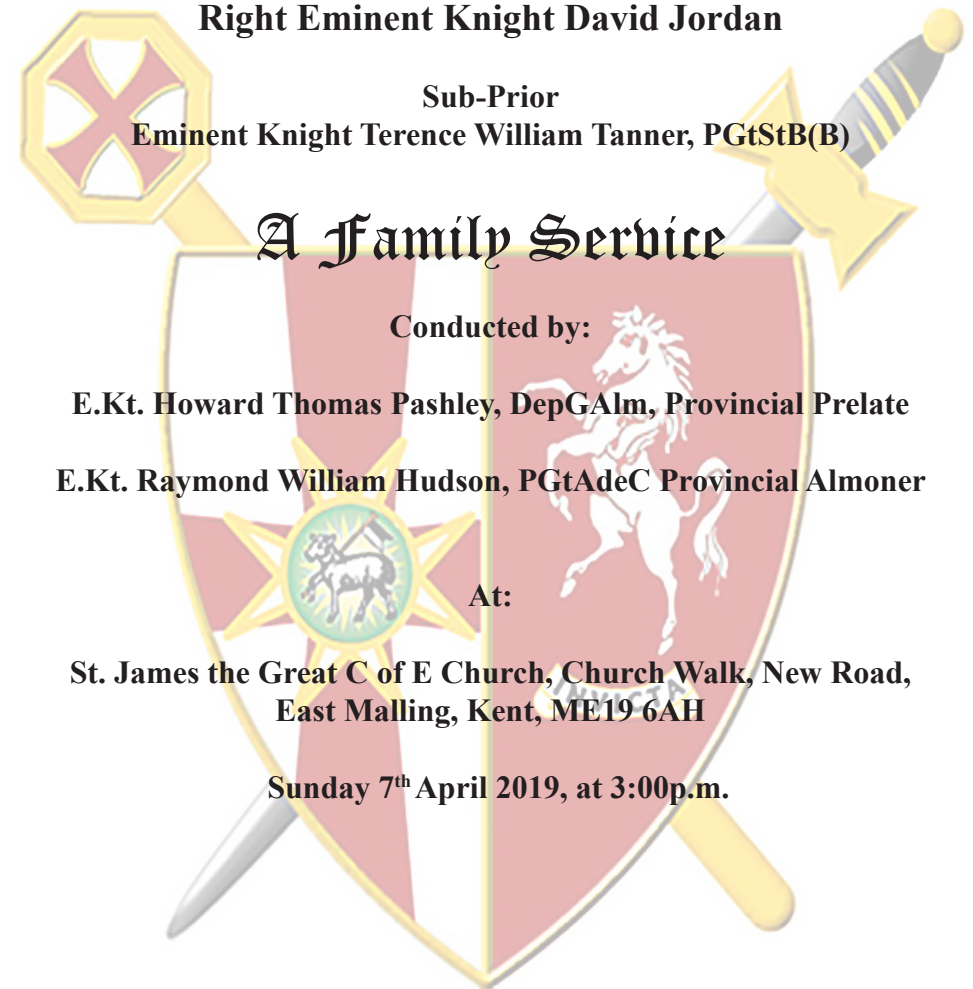 Right Eminent Knight David Jordan
Sub-Prior
Eminent Knight Terence William Tanner, PGtStB(B)
A Family Service
Conducted by:
E.Kt. Howard Thomas Pashley, DepGAlm, Provincial Prelate
E.Kt. Raymond William Hudson, PGtAdeC Provincial Almoner
At:
St. James the Great C of E Church, Church Walk, New Road,
East Malling, Kent, ME19 6AH
INVICTA
Sunday 7th April 2019, at 3:00p.m.